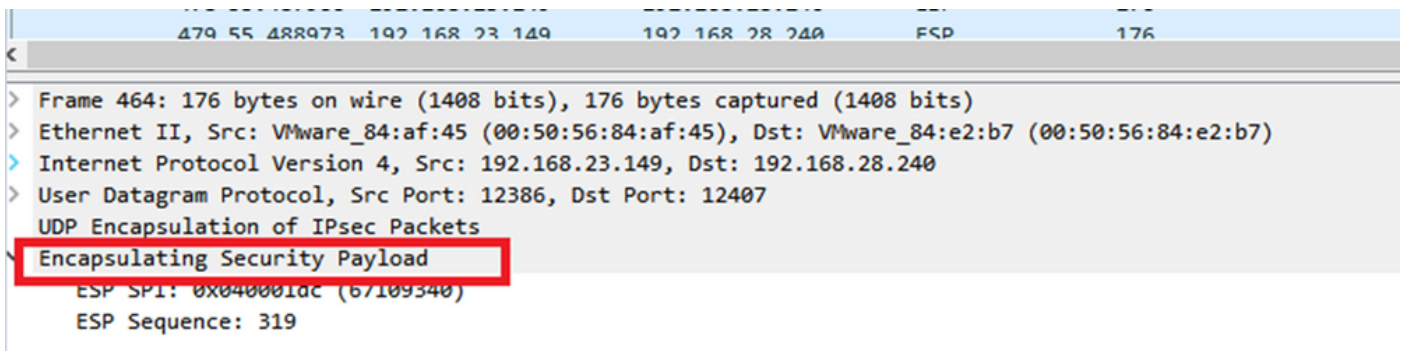 479 55.488973 192.168.23.149 192.168.28.240 ESP 176
Frame 464: 176 bytes on wire (1408 bits), 176 bytes captured (1408 bits)
Ethernet II, Src: VMware_84:af:45 (00:50:56:84:af:45), Dst: VMware_84:e2:b7 (00:50:56:84:e2:b7)
Internet Protocol Version 4, Src: 192.168.23.149, Dst: 192.168.28.240
User Datagram Protocol, Src Port: 12386, Dst Port: 12407
UDP Encapsulation of IPsec Packets
Encapsulating Security Payload
ESP SPI: 0x040001dc (67109340)
ESP Sequence: 319